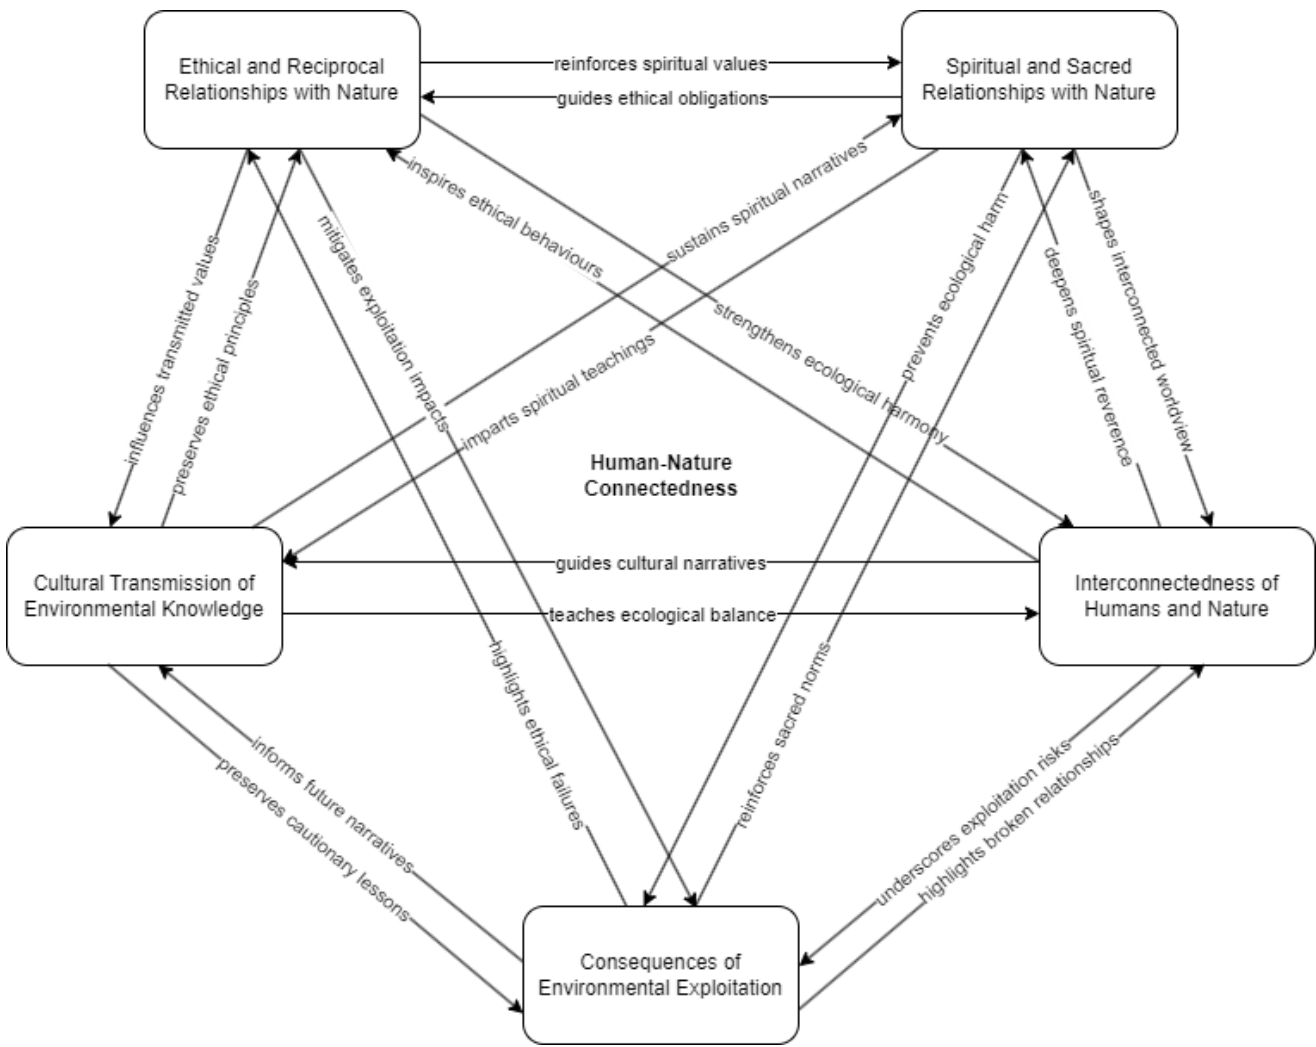 Ethical and Reciprocal
Relationships with Nature
reinforces spiritual values
guides ethical obligations
Spiritual and Sacred
Relationships with Nature
inspires ethical behaviours
sustains spiritual narratives
mitigates exploitation impacts
prevents ecological harm
shapes interconnected worldview
influences transmitted values
preserves ethical principles
strengthens ecological harmony
deepens spiritual reverence
imparts spiritual teachings
Human-Nature
Connectedness
Cultural Transmission of
Environmental Knowledge
guides cultural narratives
teaches ecological balance
Interconnectedness of
Humans and Nature
highlights ethical failures
reinforces sacred norms
informs future narratives
preserves cautionary lessons
underscores exploitation risks
highlights broken relationships
Consequences of
Environmental Exploitation